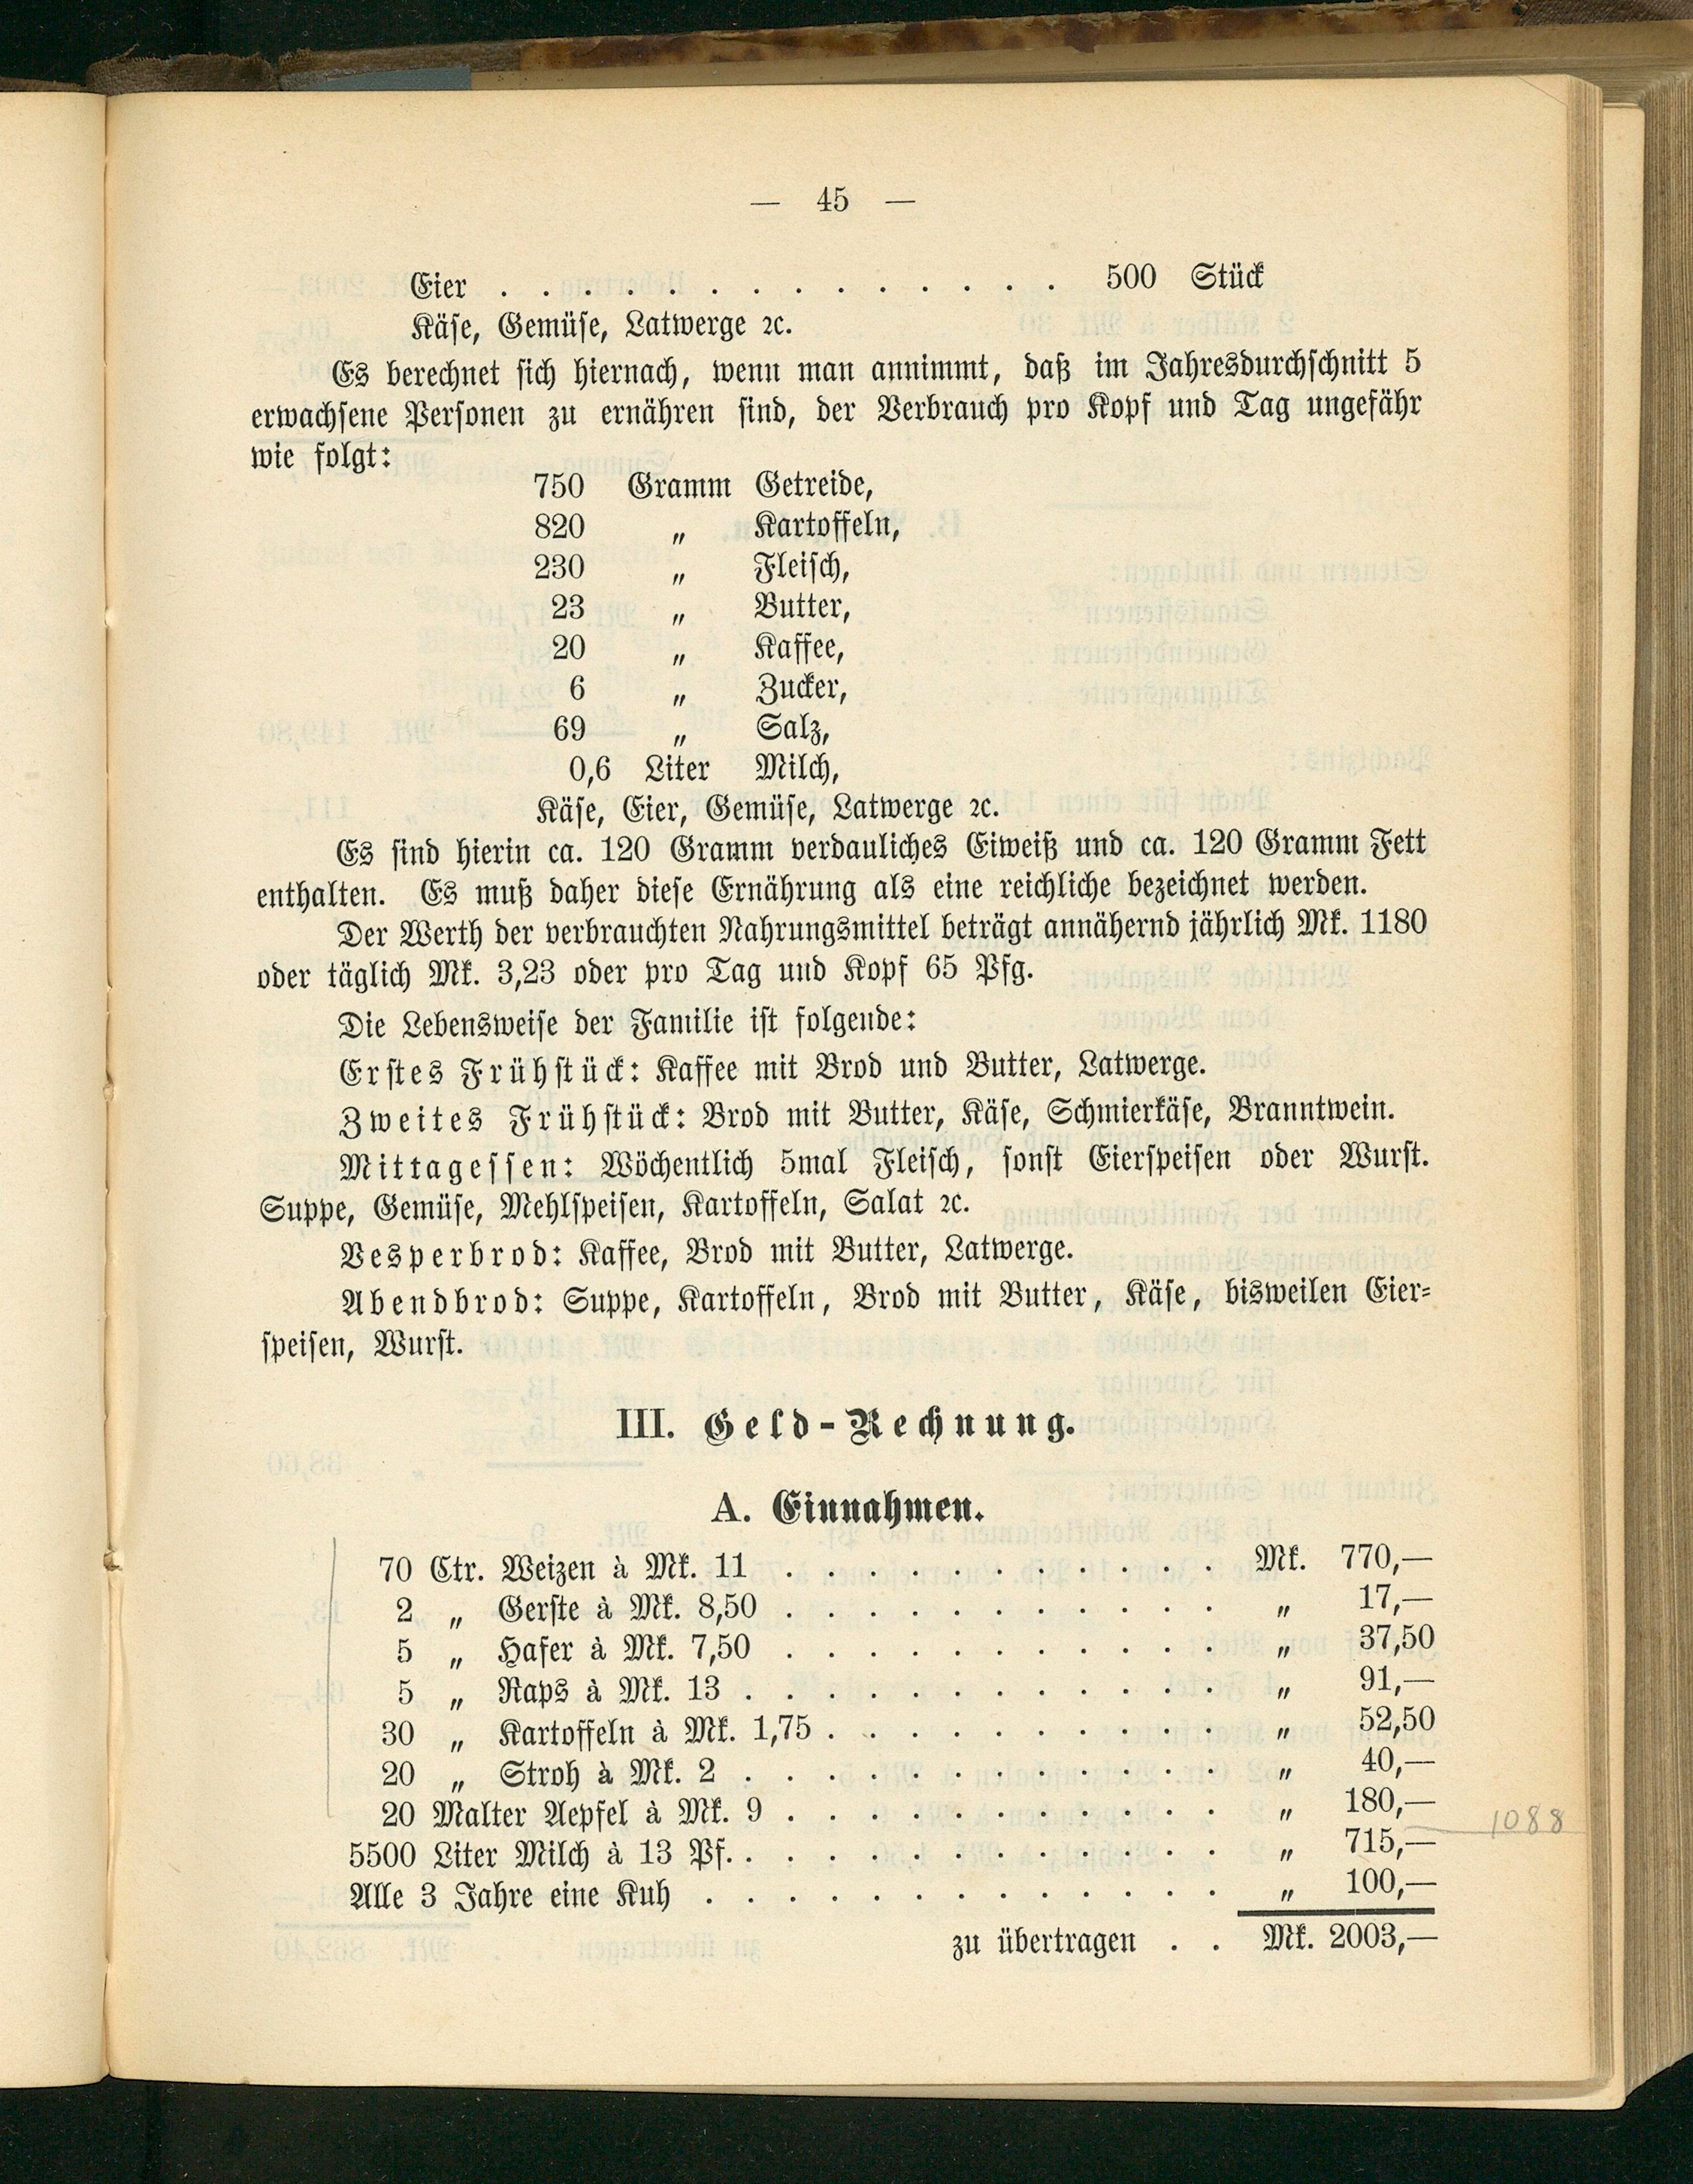 — 45 —
Eier . . . . . . . . . . . . . . 500 Stück
Käse, Gemüse, Latwerge ꝛc.
Es berechnet sich hiernach, wenn man annimmt, daß im Jahresdurchschnitt 5
erwachsene Personen zu ernähren sind, der Verbrauch pro Kopf und Tag ungefähr
wie folgt:
750 Gramm Getreide,
820 „ Kartoffeln,
230 „ Fleisch,
23 „ Butter,
20 „ Kaffee,
6 „ Zucker,
69 „ Salz,
0,6 Liter Milch,
Käse, Eier, Gemüse, Latwerge ꝛc.
Es sind hierin ca. 120 Gramm verdauliches Eiweiß und ca. 120 Gramm Fett
enthalten. Es muß daher diese Ernährung als eine reichliche bezeichnet werden.
Der Werth der verbrauchten Nahrungsmittel beträgt annähernd jährlich Mk. 1180
oder täglich Mk. 3,23 oder pro Tag und Kopf 65 Pfg.
Die Lebensweise der Familie ist folgende:
Erstes Frühstück: Kaffee mit Brod und Butter, Latwerge.
Zweites Frühstück: Brod mit Butter, Käse, Schmierkäse, Branntwein.
Mittagessen: Wöchentlich 5mal Fleisch, sonst Eierspeisen oder Wurst.
Suppe, Gemüse, Mehlspeisen, Kartoffeln, Salat ꝛc.
Vesperbrod: Kaffee, Brod mit Butter, Latwerge.
Abendbrod: Suppe, Kartoffeln, Brod mit Butter, Käse, bisweilen Eier-
speisen, Wurst.
III. Geld-Rechnung.
A. Einnahmen.
70 Ctr. Weizen à Mk. 11 . . . . . . . . . . . Mk. 770,—
2 „ Gerste à Mk. 8,50 . . . . . . . . . . . „ 17,—
5 „ Hafer à Mk. 7,50 . . . . . . . . . . . „ 37,50
5 „ Raps à Mk. 13 . . . . . . . . . . . . „ 91,—
30 „ Kartoffeln à Mk. 1,75 . . . . . . . . . . „ 52,50
20 „ Stroh à Mk. 2 . . . . . . . . . . . . „ 40,—
20 Malter Aepfel à Mk. 9 . . . . . . . . . . . „ 180,— 1088
5500 Liter Milch à 13 Pf. . . . . . . . . . . . . „ 715,—
Alle 3 Jahre eine Kuh . . . . . . . . . . . . . „ 100,—
zu übertragen . . Mk. 2003,—